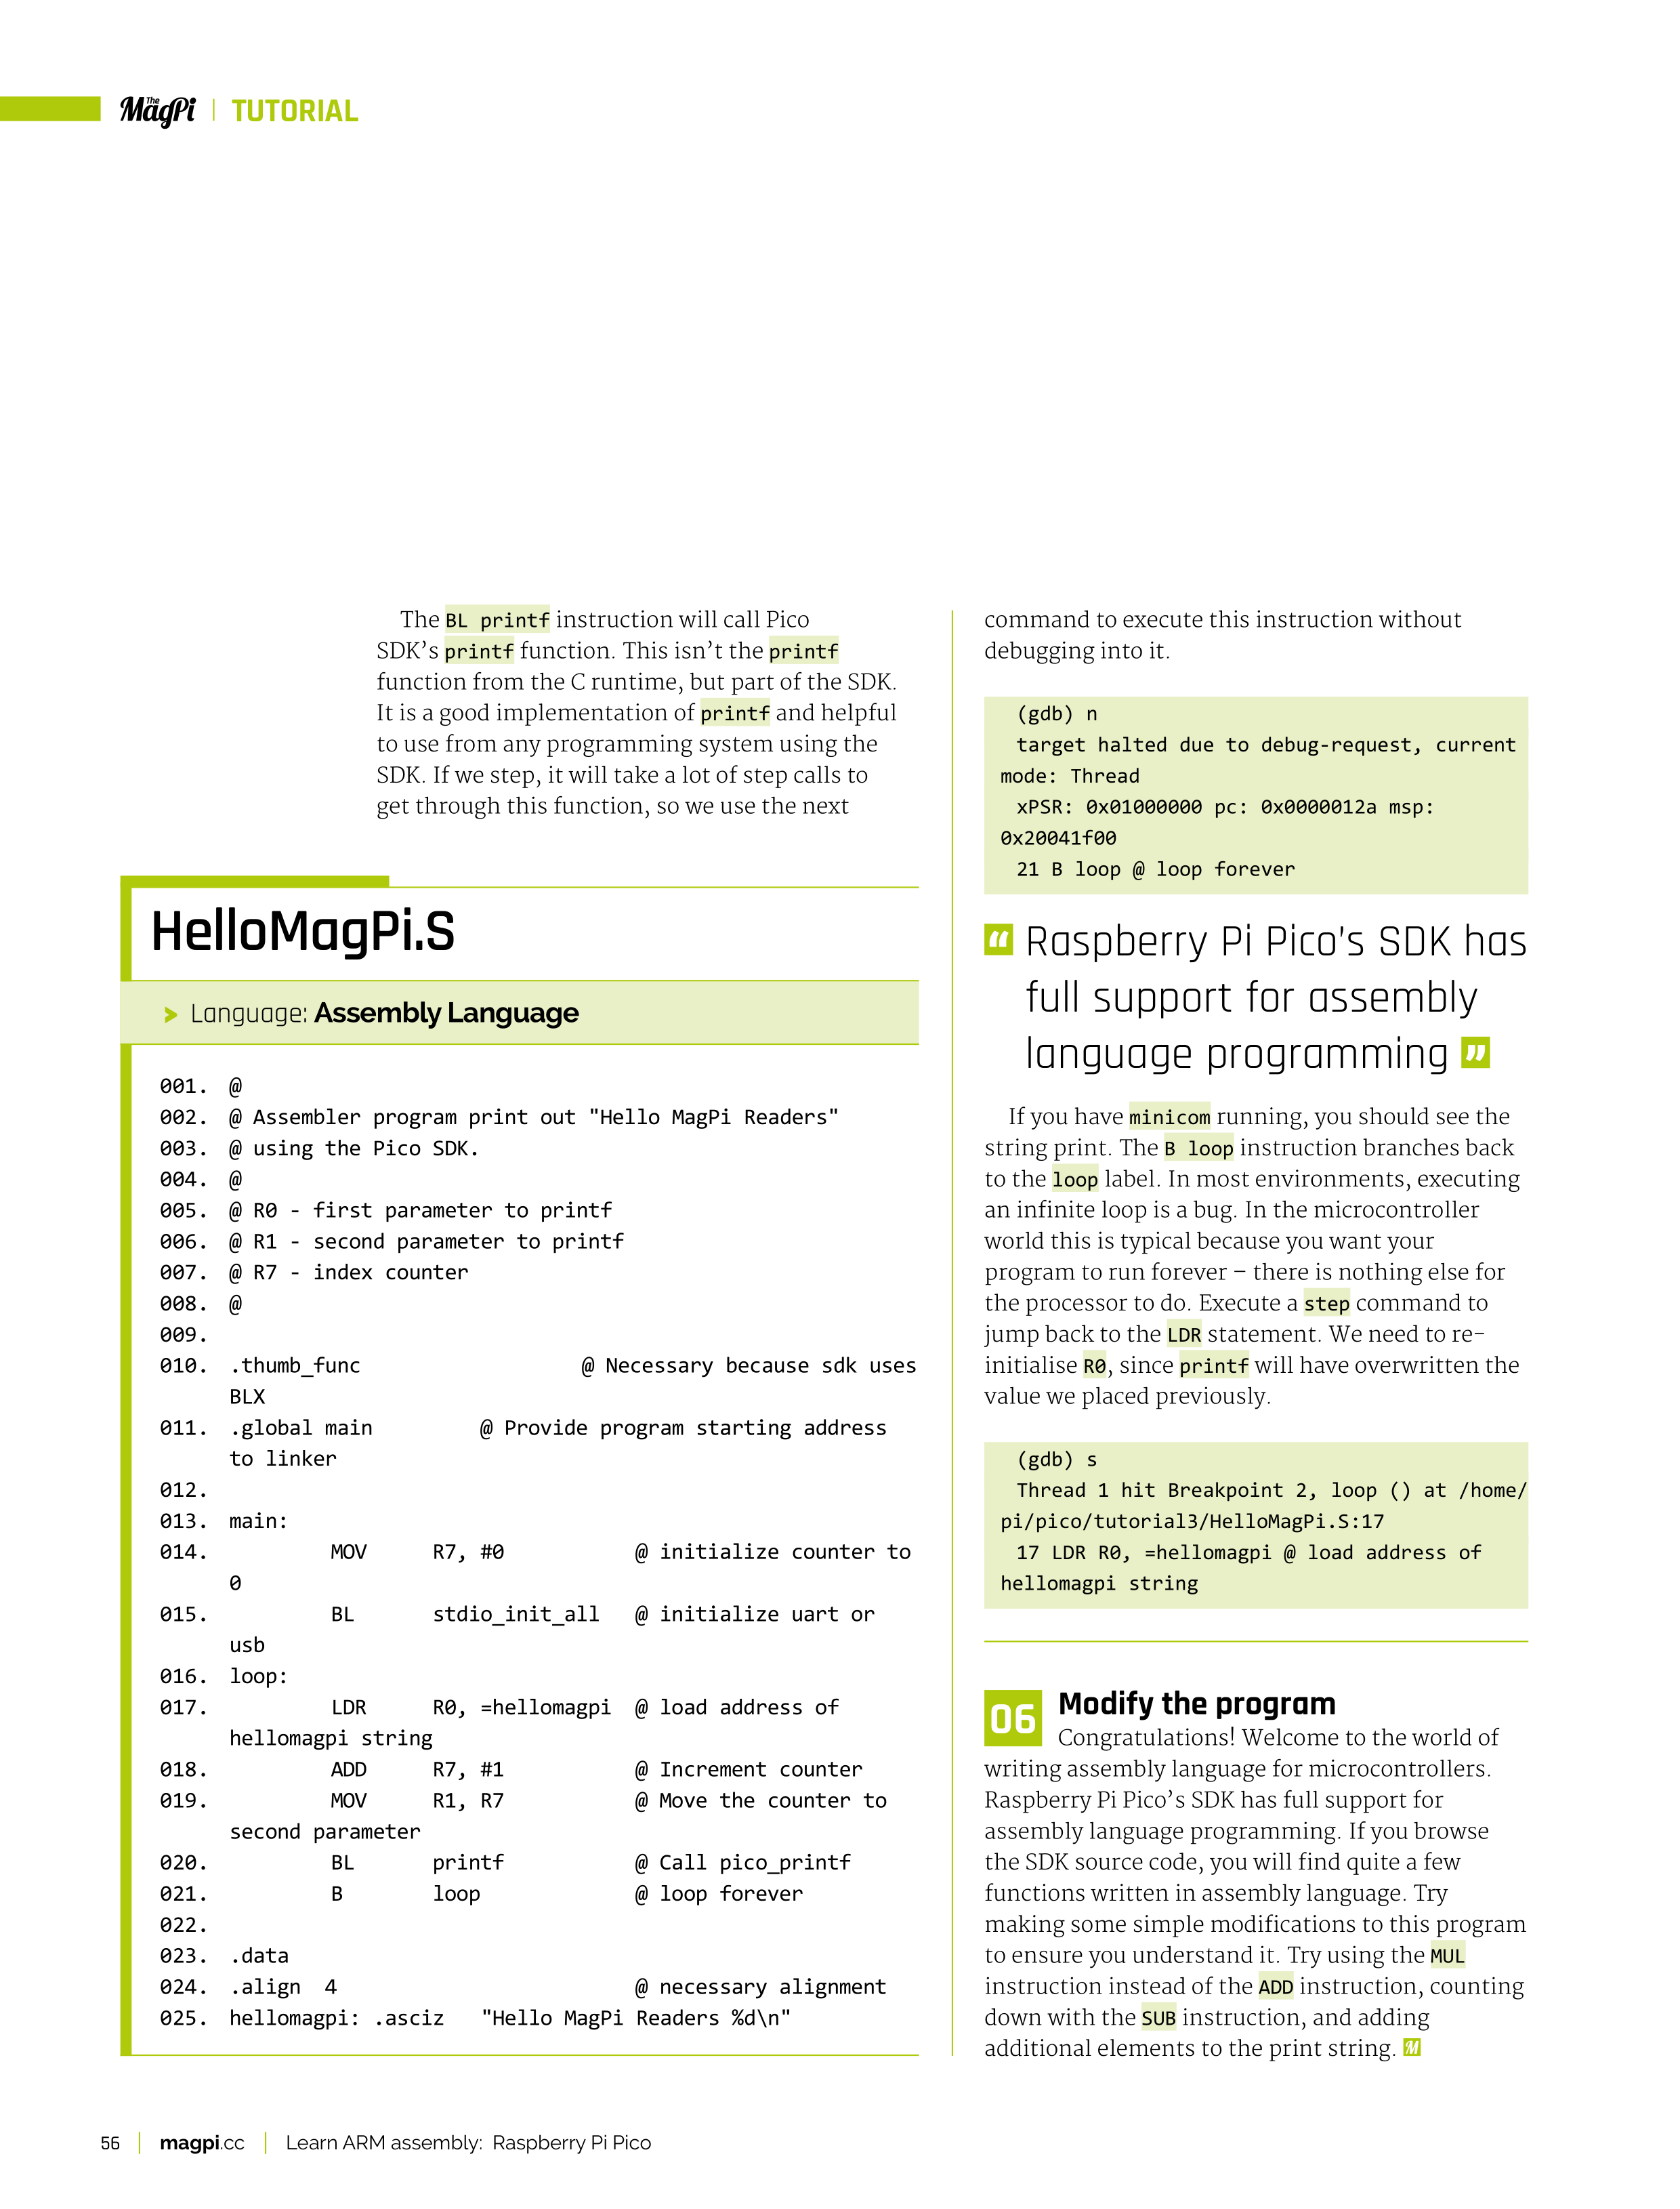 The MagPi | TUTORIAL
The BL printf instruction will call Pico
SDK’s printf function. This isn’t the printf
function from the C runtime, but part of the SDK.
It is a good implementation of printf and helpful
to use from any programming system using the
SDK. If we step, it will take a lot of step calls to
get through this function, so we use the next
HelloMagPi.S
> Language: Assembly Language
001. @
002. @ Assembler program print out "Hello MagPi Readers"
003. @ using the Pico SDK.
004. @
005. @ R0 - first parameter to printf
006. @ R1 - second parameter to printf
007. @ R7 - index counter
008. @
009.
010. .thumb_func @ Necessary because sdk uses
BLX
011. .global main @ Provide program starting address
to linker
012.
013. main:
014. MOV R7, #0 @ initialize counter to
0
015. BL stdio_init_all @ initialize uart or
usb
016. loop:
017. LDR R0, =hellomagpi @ load address of
hellomagpi string
018. ADD R7, #1 @ Increment counter
019. MOV R1, R7 @ Move the counter to
second parameter
020. BL printf @ Call pico_printf
021. B loop @ loop forever
022.
023. .data
024. .align 4 @ necessary alignment
025. hellomagpi: .asciz "Hello MagPi Readers %d\n"
command to execute this instruction without
debugging into it.
(gdb) n
target halted due to debug-request, current
mode: Thread
xPSR: 0x01000000 pc: 0x0000012a msp:
0x20041f00
21 B loop @ loop forever
“ Raspberry Pi Pico’s SDK has
full support for assembly
language programming ”
If you have minicom running, you should see the
string print. The B loop instruction branches back
to the loop label. In most environments, executing
an infinite loop is a bug. In the microcontroller
world this is typical because you want your
program to run forever – there is nothing else for
the processor to do. Execute a step command to
jump back to the LDR statement. We need to re-
initialise R0, since printf will have overwritten the
value we placed previously.
(gdb) s
Thread 1 hit Breakpoint 2, loop () at /home/
pi/pico/tutorial3/HelloMagPi.S:17
17 LDR R0, =hellomagpi @ load address of
hellomagpi string
06 Modify the program
Congratulations! Welcome to the world of
writing assembly language for microcontrollers.
Raspberry Pi Pico’s SDK has full support for
assembly language programming. If you browse
the SDK source code, you will find quite a few
functions written in assembly language. Try
making some simple modifications to this program
to ensure you understand it. Try using the MUL
instruction instead of the ADD instruction, counting
down with the SUB instruction, and adding
additional elements to the print string. M
56 | magpi.cc | Learn ARM assembly: Raspberry Pi Pico